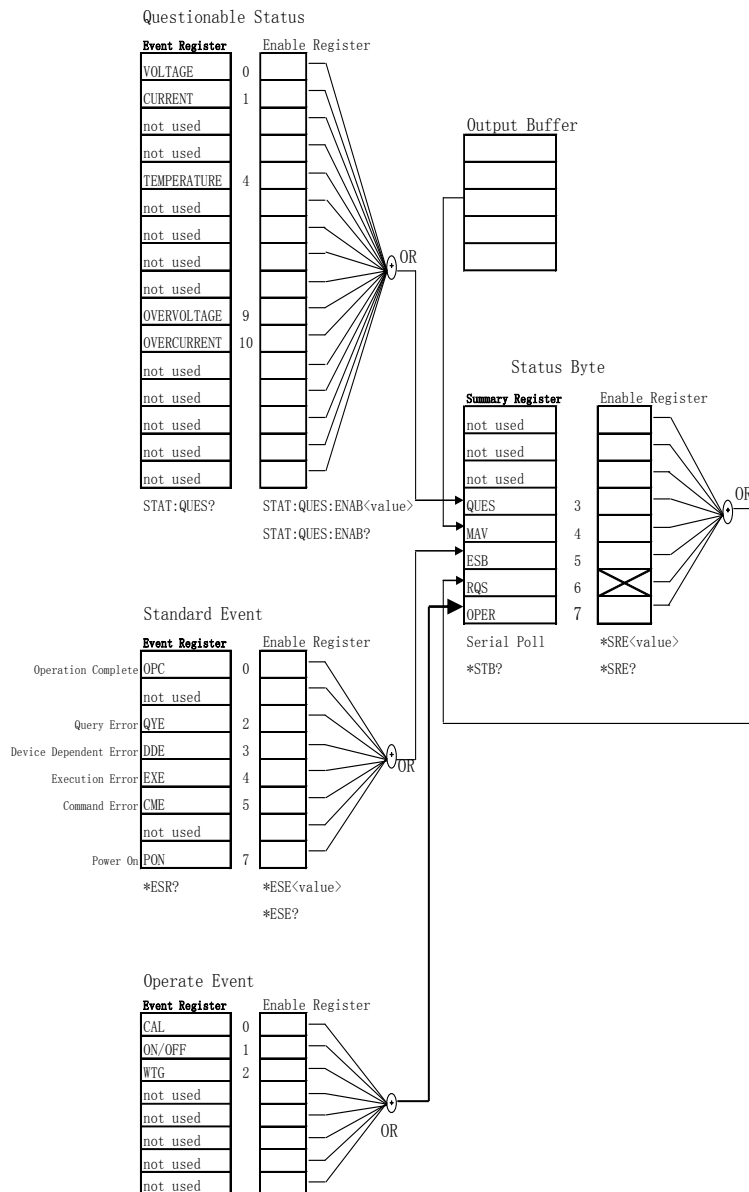 Questionable Status
Event Register Enable Register
VOLTAGE 0
CURRENT 1
not used
not used
TEMPERATURE 4
not used
not used
not used
not used
OVERVOLTAGE 9
OVERCURRENT 10
not used
not used
not used
not used
not used
STAT:QUES? STAT:QUES:ENAB<value>
STAT:QUES:ENAB?
OR
Output Buffer
Status Byte
Summary Register Enable Register
not used
not used
not used
QUES 3
MAV 4
ESB 5
RQS 6
OPER 7
Serial Poll *SRE<value>
*STB? *SRE?
OR
Standard Event
Event Register Enable Register
Operation Complete OPC 0
not used
Query Error QYE 2
Device Dependent Error DDE 3
Execution Error EXE 4
Command Error CME 5
not used
Power On PON 7
*ESR? *ESE<value>
*ESE?
OR
Operate Event
Event Register Enable Register
CAL 0
ON/OFF 1
WTG 2
not used
not used
not used
not used
not used
OR